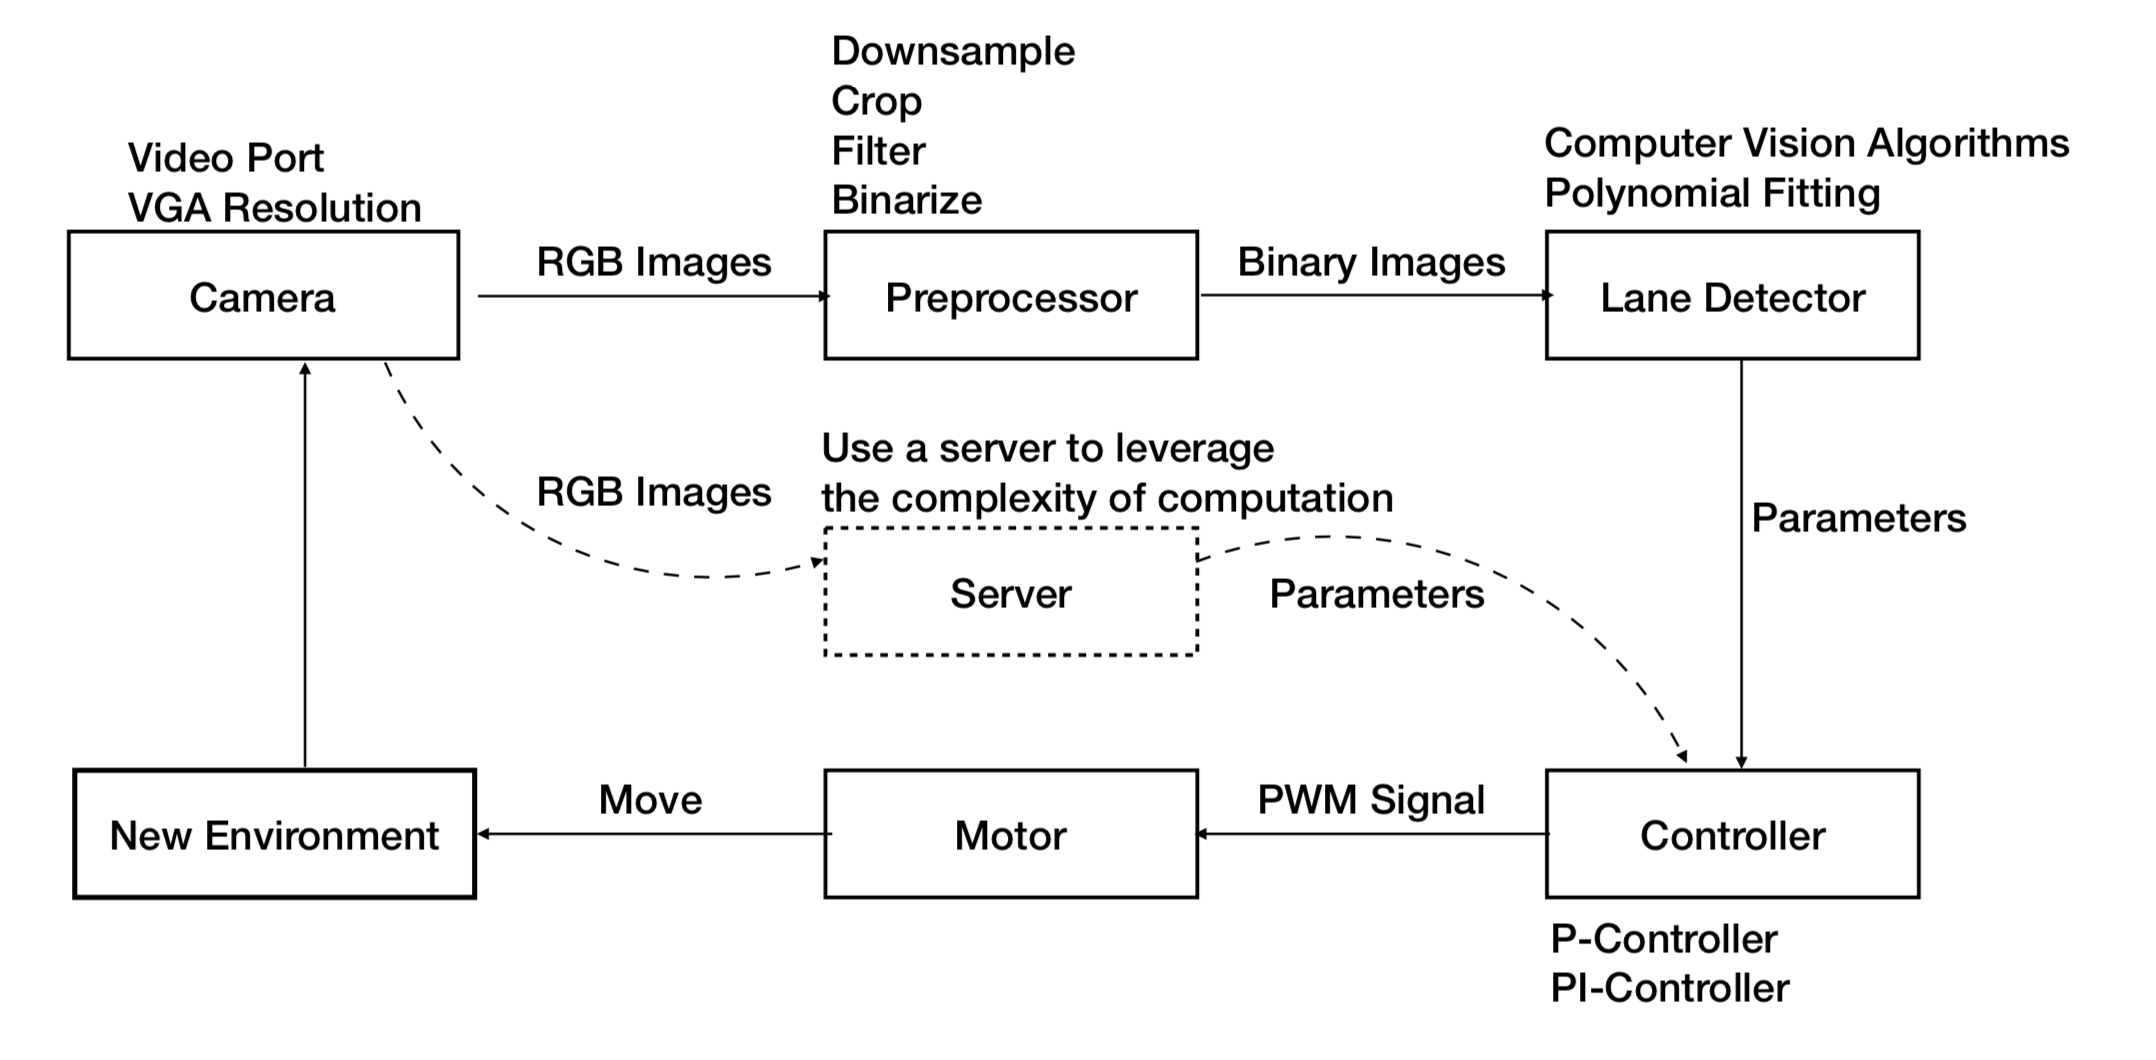 Downsample
Crop
Filter
Binarize
Video Port
VGA Resolution
Computer Vision Algorithms
Polynomial Fitting
Camera
RGB Images
Preprocessor
Binary Images
Lane Detector
Use a server to leverage
the complexity of computation
RGB Images
Server
Parameters
Parameters
New Environment
Move
Motor
PWM Signal
Controller
P-Controller
PI-Controller